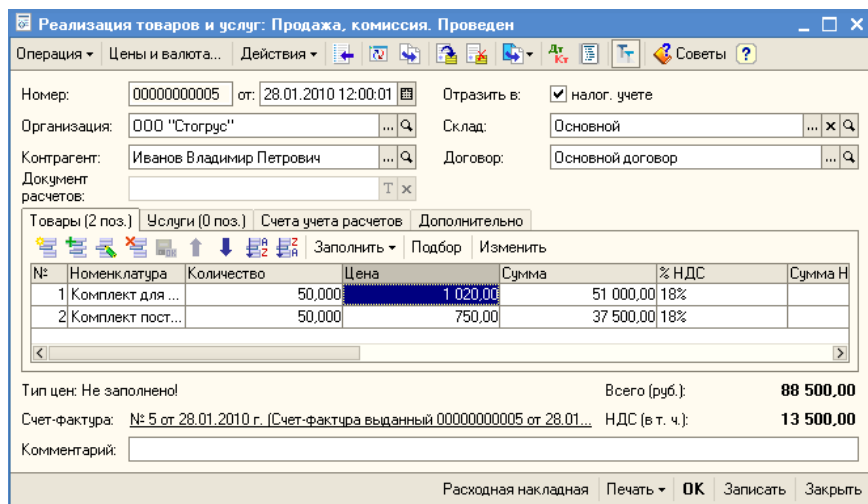 Реализация товаров и услуг: Продажа, комиссия. Проведен
Операция Цены и валюта... Действия Дт Кт Советы ?
Номер: 00000000005 от: 28.01.2010 12:00:01 Отразить в: налог. учете
Организация: ООО "Стогрус" ... Склад: Основной ... x
Контрагент: Иванов Владимир Петрович ... Договор: Основной договор ...
Документ расчетов: T x
Товары (2 поз.) Услуги (0 поз.) Счета учета расчетов Дополнительно
Заполнить Подбор Изменить
№ Номенклатура Количество Цена Сумма % НДС Сумма Н
1 Комплект для ... 50,000 1 020,00 51 000,00 18%
2 Комплект пост... 50,000 750,00 37 500,00 18%
Тип цен: Не заполнено! Всего (руб.): 88 500,00
Счет-фактура: № 5 от 28.01.2010 г. (Счет-фактура выданный 00000000005 от 28.01... НДС (в т. ч.): 13 500,00
Комментарий:
Расходная накладная Печать OK Записать Закрыть